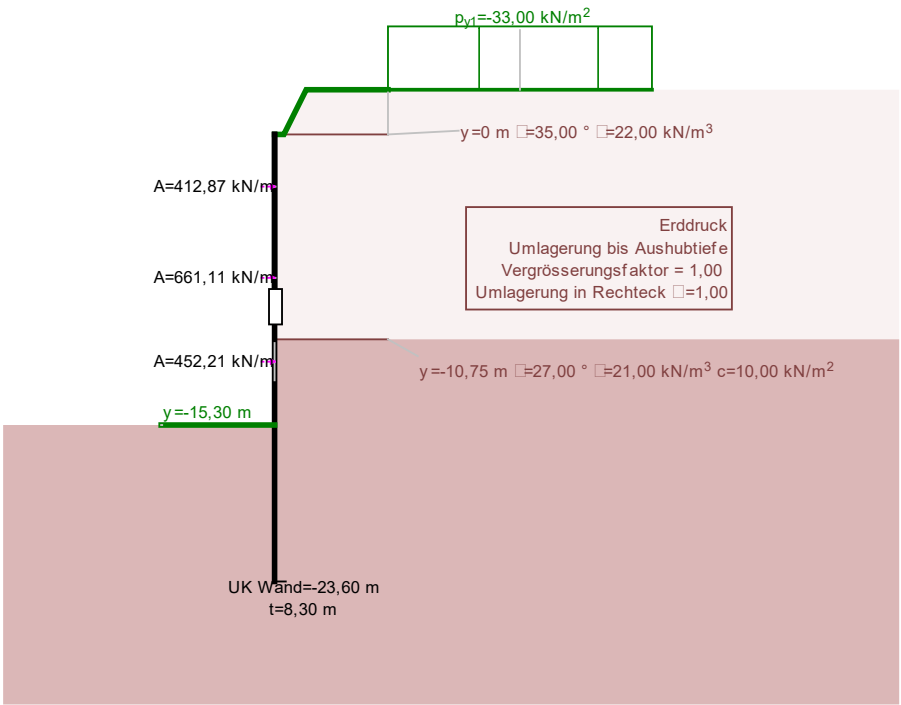 py1=-33,00 kN/m²
y=0 m □=35,00 ° □=22,00 kN/m³
A=412,87 kN/m
Erddruck
Umlagerung bis Aushubtiefe
Vergrösserungsfaktor = 1,00
Umlagerung in Rechteck □=1,00
A=661,11 kN/m
A=452,21 kN/m
y=-10,75 m □=27,00 ° □=21,00 kN/m³ c=10,00 kN/m²
y=-15,30 m
UK Wand=-23,60 m
t=8,30 m